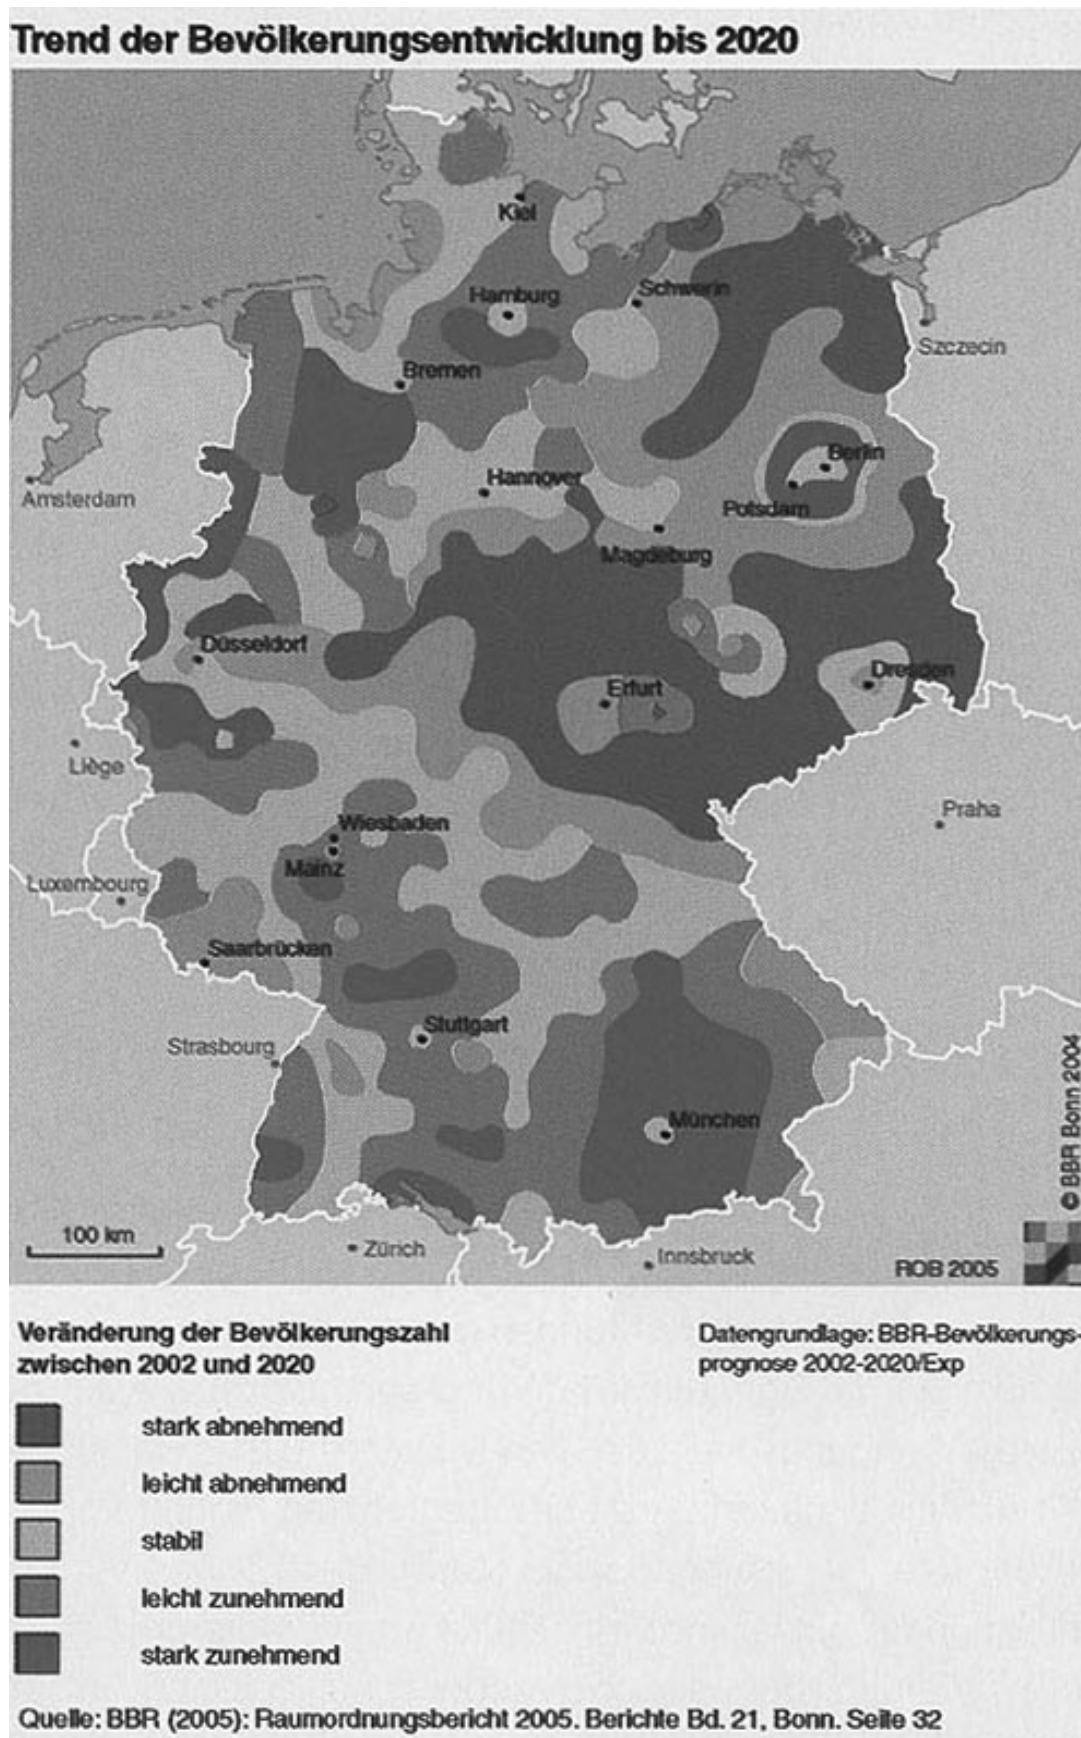 Trend der Bevölkerungsentwicklung bis 2020
Kiel
Hamburg
Schwerin
Szczecin
Bremen
Amsterdam
Hannover
Berlin
Potsdam
Magdeburg
Düsseldorf
Dresden
Erfurt
Liège
Praha
Wiesbaden
Mainz
Luxembourg
Saarbrücken
Stuttgart
Strasbourg
München
© BBR Bonn 2004
100 km
Zürich
Innsbruck
ROB 2005
Veränderung der Bevölkerungszahl
zwischen 2002 und 2020
Datengrundlage: BBR-Bevölkerungs-
prognose 2002-2020/Exp
stark abnehmend
leicht abnehmend
stabil
leicht zunehmend
stark zunehmend
Quelle: BBR (2005): Raumordnungsbericht 2005. Berichte Bd. 21, Bonn. Seite 32